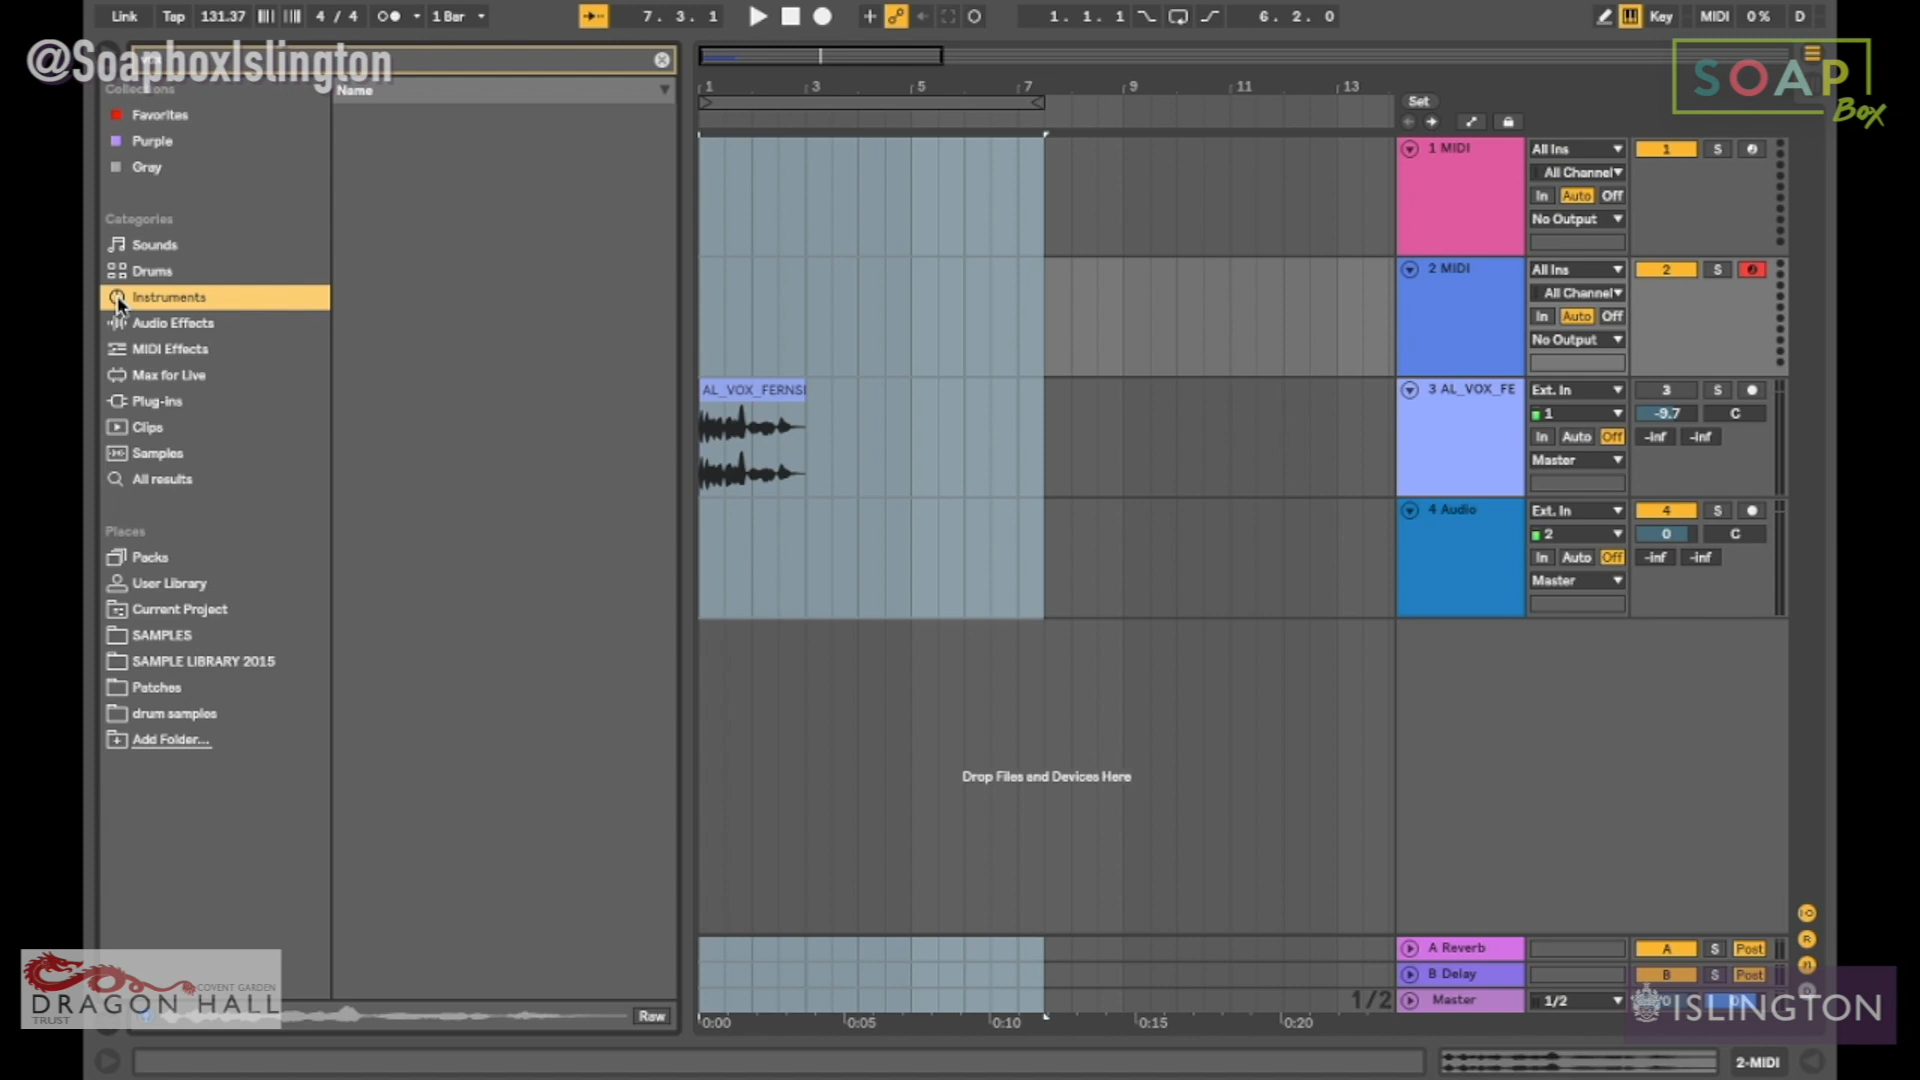 Link Tap 131.37 4 / 4 1 Bar 7. 3. 1 1. 1. 1 6. 2. 0 Key MIDI 0 % D
@SoapboxIslington
SOAP
Box
Collections
Name
Favorites
Purple
Gray
Categories
Sounds
Drums
Instruments
Audio Effects
MIDI Effects
Max for Live
Plug-ins
Clips
Samples
All results
Places
Packs
User Library
Current Project
SAMPLES
SAMPLE LIBRARY 2015
Patches
drum samples
Add Folder...
Raw
1 3 5 7 9 11 13
Set
1 MIDI All Ins 1 S
All Channel
In Auto Off
No Output
2 MIDI All Ins 2 S
All Channel
In Auto Off
No Output
AL_VOX_FERNS
3 AL_VOX_FE Ext. In 3 S
1 -9.7 C
In Auto Off -inf -inf
Master
4 Audio Ext. In 4 S
2 0 C
In Auto Off -inf -inf
Master
Drop Files and Devices Here
A Reverb A S Post
B Delay B S Post
1/2 Master 1/2
0:00 0:05 0:10 0:15 0:20
2-MIDI
COVENT GARDEN
DRAGON HALL
TRUST
ISLINGTON